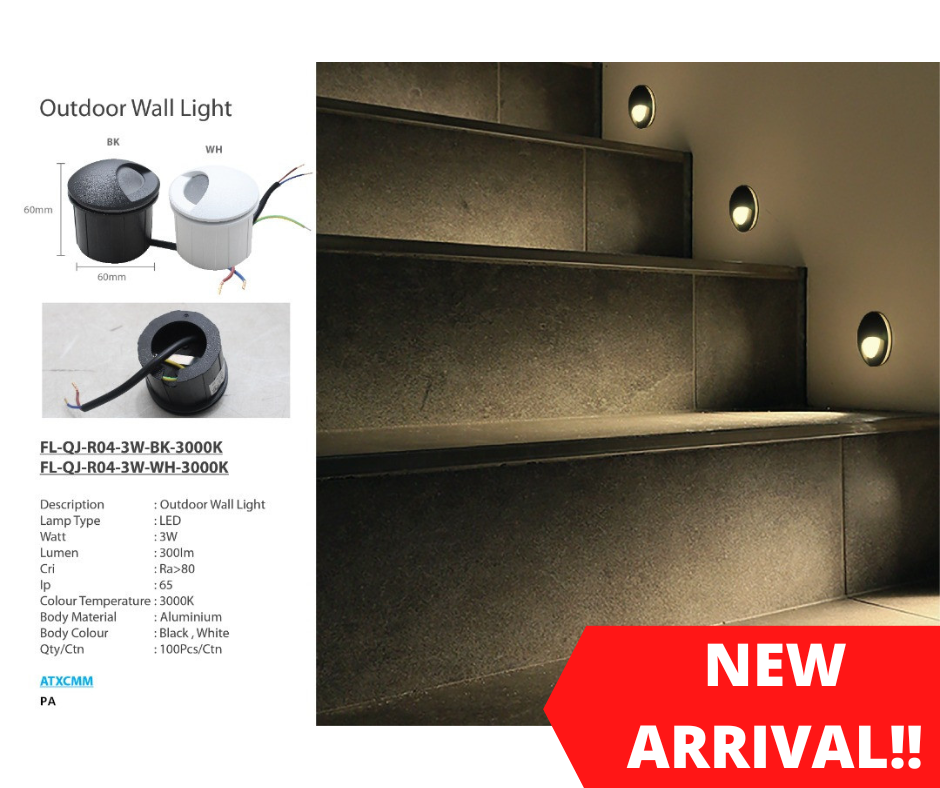 Outdoor Wall Light
BK
WH
60mm
60mm
FL-QJ-R04-3W-BK-3000K
FL-QJ-R04-3W-WH-3000K
Description : Outdoor Wall Light
Lamp Type : LED
Watt : 3W
Lumen : 300lm
Cri : Ra>80
Ip : 65
Colour Temperature : 3000K
Body Material : Aluminium
Body Colour : Black , White
Qty/Ctn : 100Pcs/Ctn
ATXCMM
PA
NEW
ARRIVAL!!